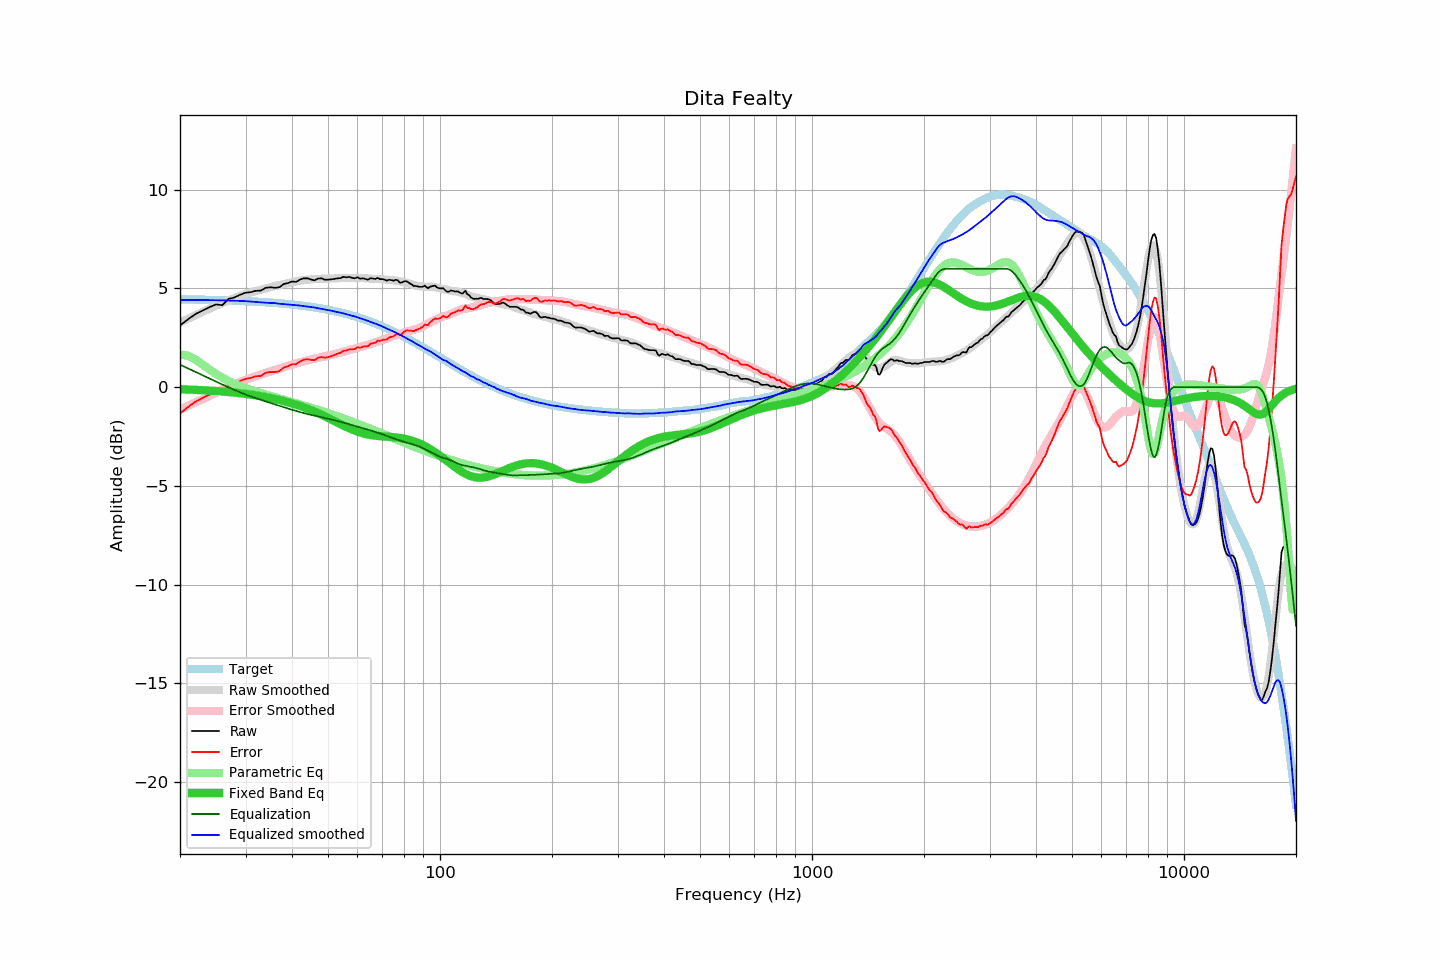 Dita Fealty
Amplitude (dBr)
10
5
0
−5
−10
−15
−20
Target
Raw Smoothed
Error Smoothed
Raw
Error
Parametric Eq
Fixed Band Eq
Equalization
Equalized smoothed
100
1000
10000
Frequency (Hz)